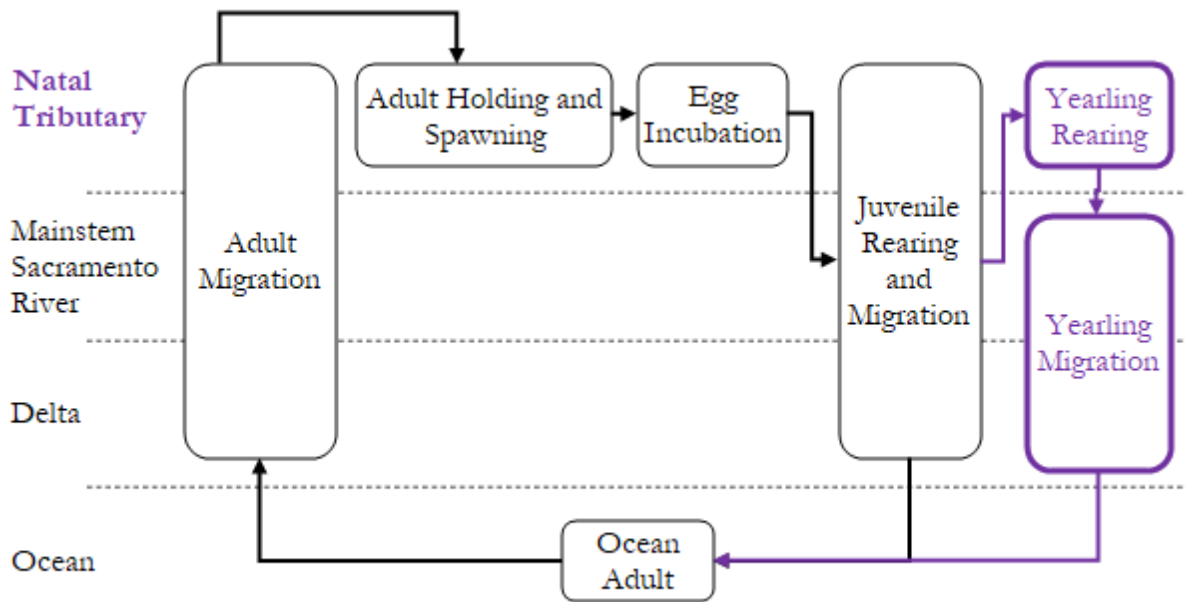 Natal
Tributary
Adult Holding and
Spawning
Egg
Incubation
Yearling
Rearing
Mainstem
Sacramento
River
Adult
Migration
Juvenile
Rearing
and
Migration
Yearling
Migration
Delta
Ocean
Ocean
Adult